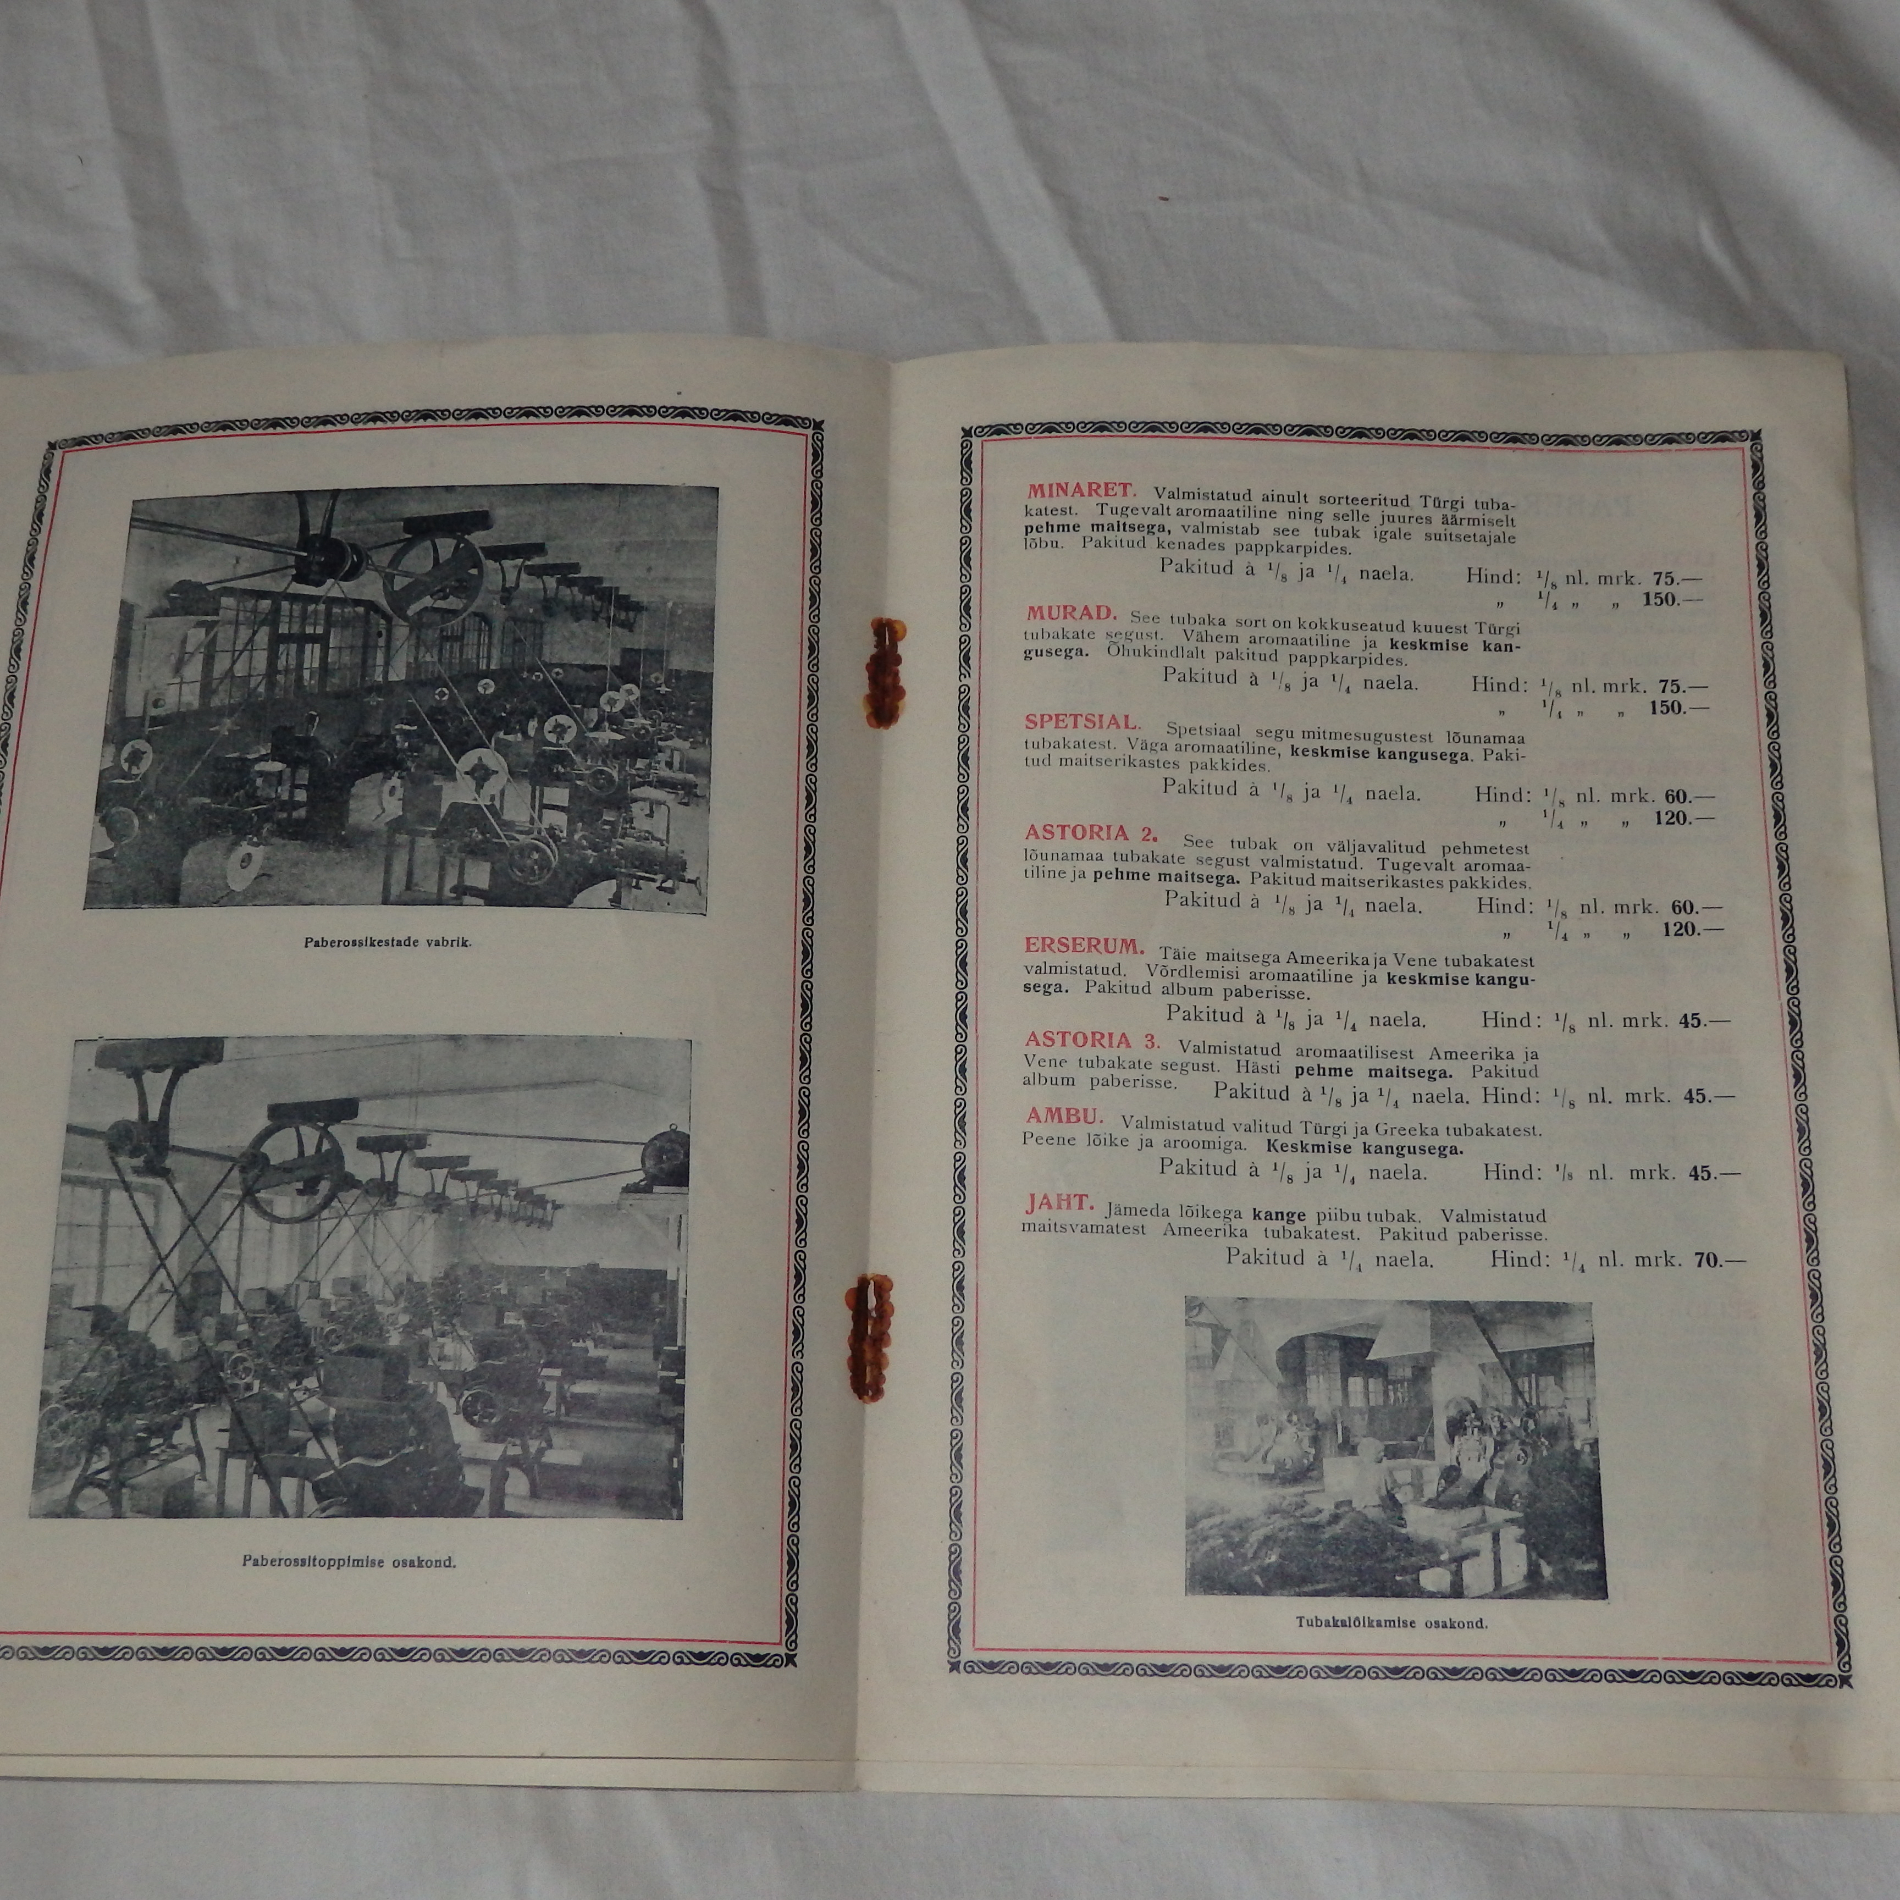 Paberossikestade vabrik.
Paberossitoppimise osakond.
MINARET. Valmistatud ainult sorteeritud Türgi tuba-
katest. Tugevalt aromaatiline ning selle juures äärmiselt
pehme maitsega, valmistab see tubak igale suitsetajale
lõbu. Pakitud kenades pappkarpides.
Pakitud à 1/8 ja 1/4 naela. Hind: 1/8 nl. mrk. 75.—
„ 1/4 „ „ 150.—
MURAD. See tubaka sort on kokkuseatud kuuest Türgi
tubakate segust. Vähem aromaatiline ja keskmise kan-
gusega. Õhukindlalt pakitud pappkarpides.
Pakitud à 1/8 ja 1/4 naela. Hind: 1/8 nl. mrk. 75.—
„ 1/4 „ „ 150.—
SPETSIAL. Spetsiaal segu mitmesugustest lõunamaa
tubakatest. Väga aromaatiline, keskmise kangusega. Paki-
tud maitserikastes pakkides.
Pakitud à 1/8 ja 1/4 naela. Hind: 1/8 nl. mrk. 60.—
„ 1/4 „ „ 120.—
ASTORIA 2. See tubak on väljavalitud pehmetest
lõunamaa tubakate segust valmistatud. Tugevalt aromaa-
tiline ja pehme maitsega. Pakitud maitserikastes pakkides.
Pakitud à 1/8 ja 1/4 naela. Hind: 1/8 nl. mrk. 60.—
„ 1/4 „ „ 120.—
ERSERUM. Täie maitsega Ameerika ja Vene tubakatest
valmistatud. Võrdlemisi aromaatiline ja keskmise kangu-
sega. Pakitud album paberisse.
Pakitud à 1/8 ja 1/4 naela. Hind: 1/8 nl. mrk. 45.—
ASTORIA 3. Valmistatud aromaatilisest Ameerika ja
Vene tubakate segust. Hästi pehme maitsega. Pakitud
album paberisse. Pakitud à 1/8 ja 1/4 naela. Hind: 1/8 nl. mrk. 45.—
AMBU. Valmistatud valitud Türgi ja Greeka tubakatest.
Peene lõike ja aroomiga. Keskmise kangusega.
Pakitud à 1/8 ja 1/4 naela. Hind: 1/8 nl. mrk. 45.—
JAHT. Jämeda lõikega kange piibu tubak. Valmistatud
maitsvamatest Ameerika tubakatest. Pakitud paberisse.
Pakitud à 1/4 naela. Hind: 1/4 nl. mrk. 70.—
Tubakalõikamise osakond.